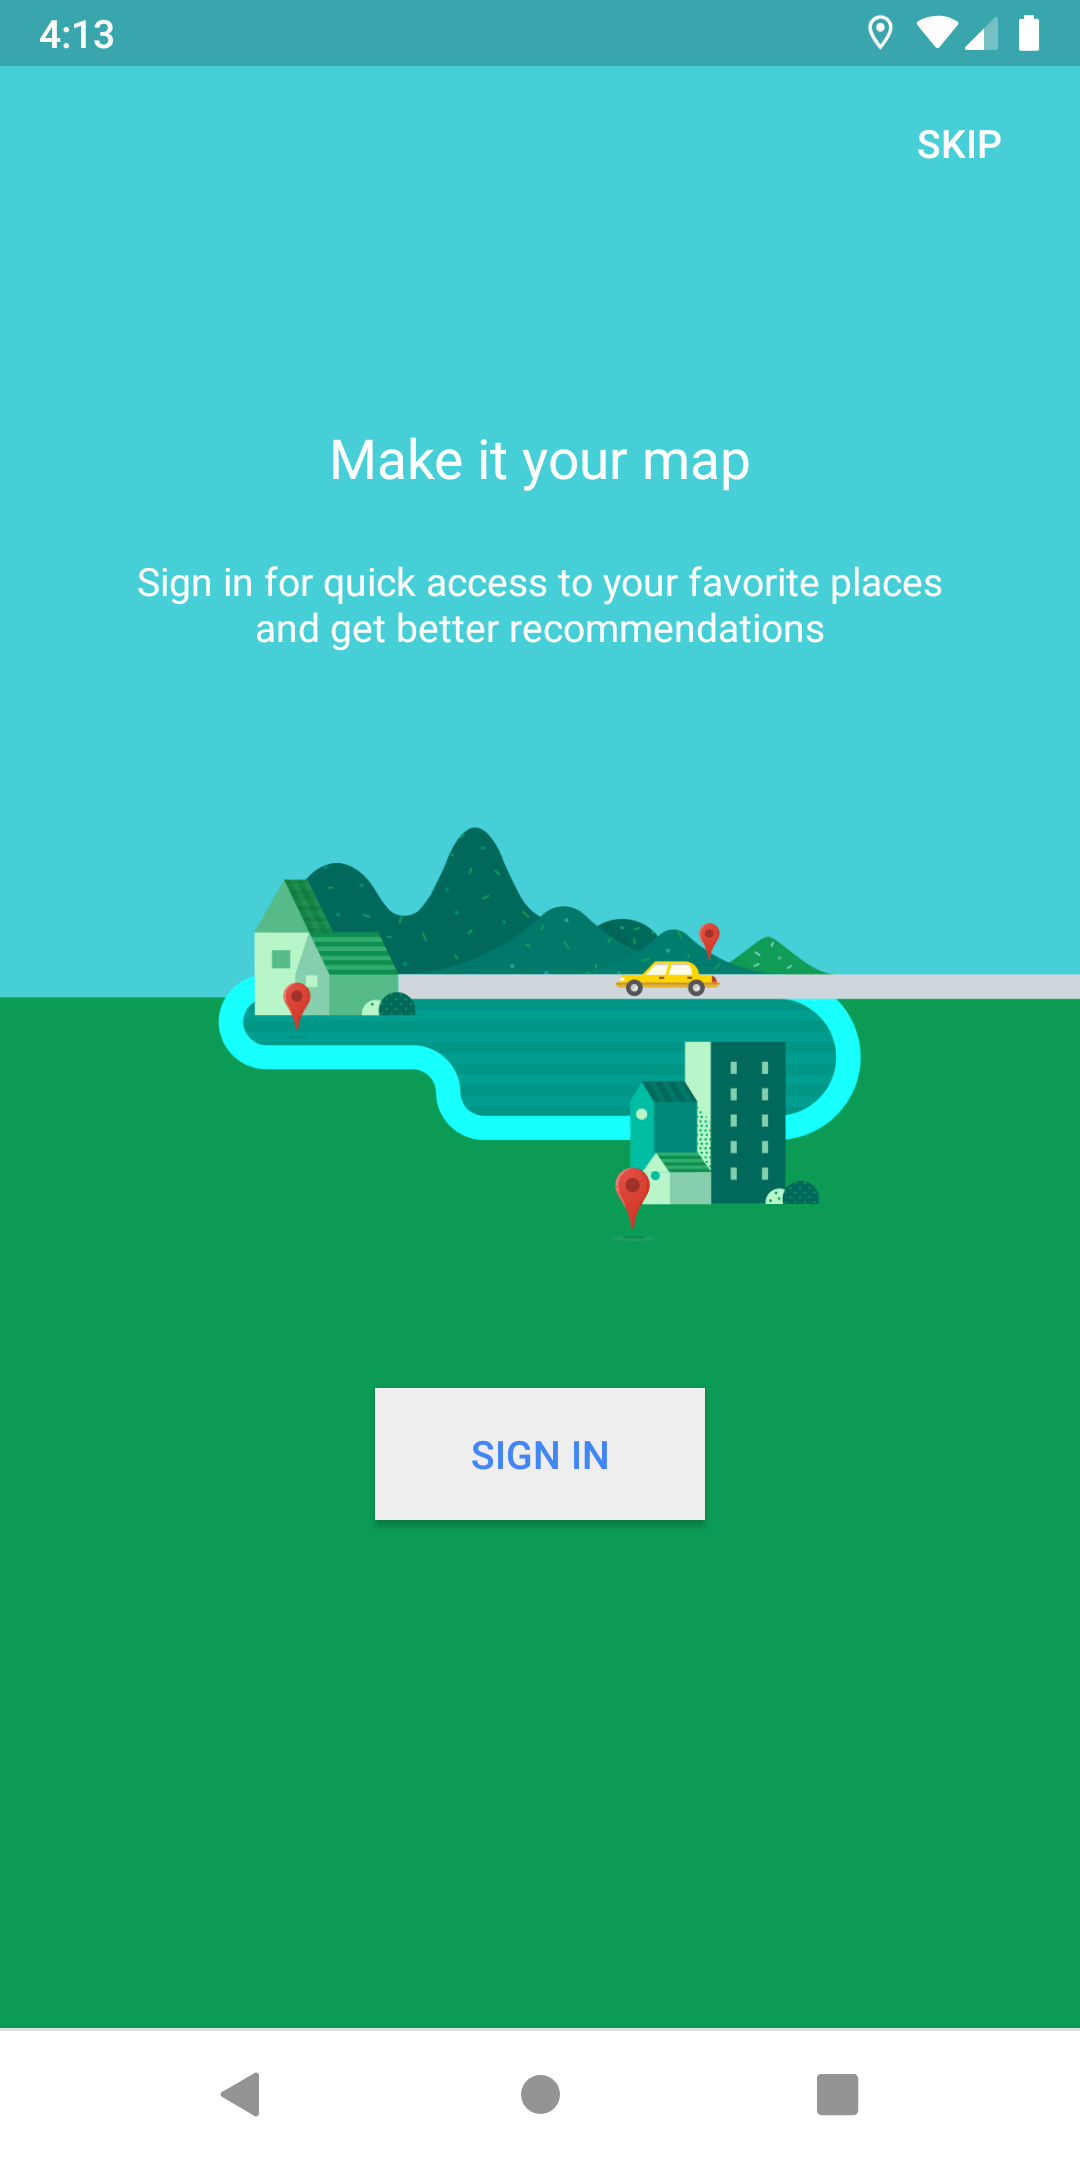 4:13
SKIP
Make it your map
Sign in for quick access to your favorite places
and get better recommendations
SIGN IN